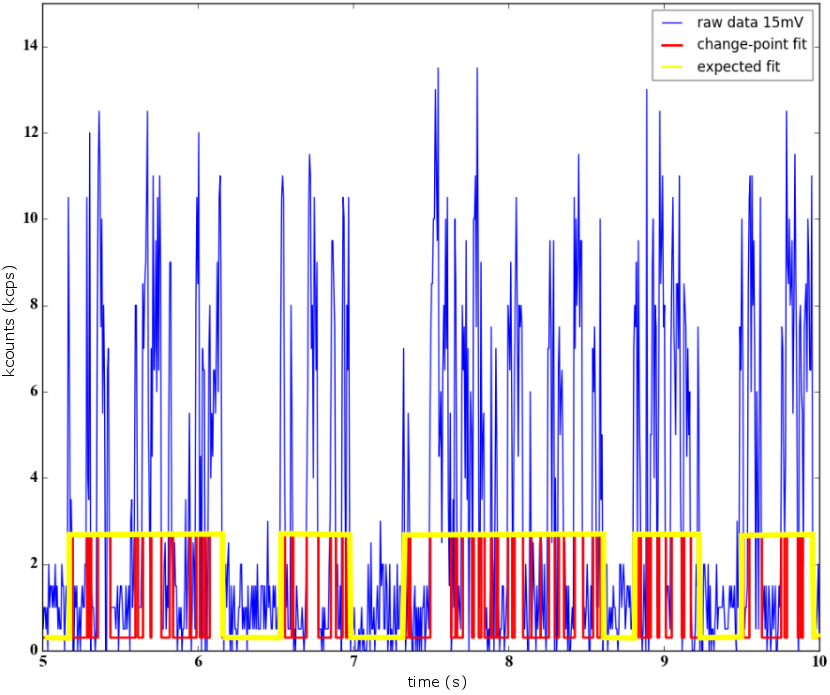 raw data 15mV
change-point fit
expected fit
14
12
10
8
6
4
2
0
kcounts (kcps)
5 6 7 8 9 10
time (s)